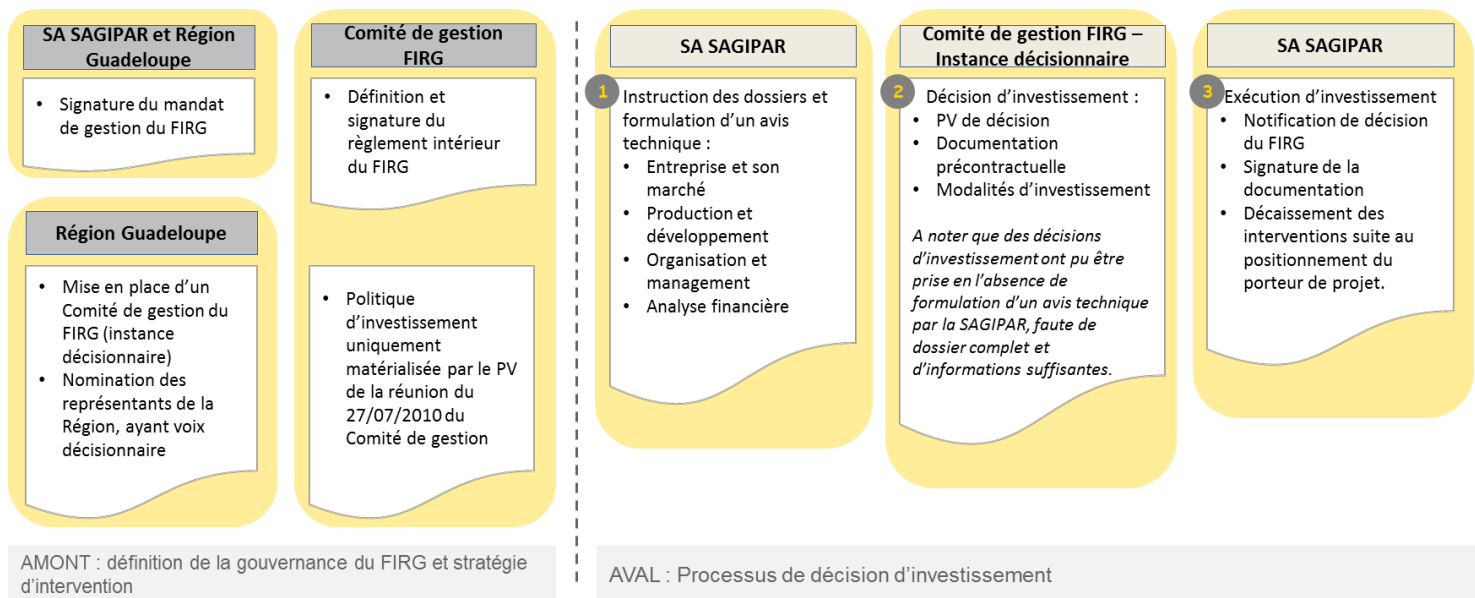 SA SAGIPAR et Région
Guadeloupe
• Signature du mandat
de gestion du FIRG
Région Guadeloupe
• Mise en place d’un
Comité de gestion du
FIRG (instance
décisionnaire)
• Nomination des
représentants de la
Région, ayant voix
décisionnaire
Comité de gestion
FIRG
• Définition et
signature du
règlement intérieur
du FIRG
• Politique
d’investissement
uniquement
matérialisée par le PV
de la réunion du
27/07/2010 du
Comité de gestion
AMONT : définition de la gouvernance du FIRG et stratégie
d’intervention
SA SAGIPAR
1
Instruction des dossiers et
formulation d’un avis
technique :
• Entreprise et son
marché
• Production et
développement
• Organisation et
management
• Analyse financière
Comité de gestion FIRG –
Instance décisionnaire
2
Décision d’investissement :
• PV de décision
• Documentation
précontractuelle
• Modalités d’investissement
A noter que des décisions
d’investissement ont pu être
prise en l’absence de
formulation d’un avis technique
par la SAGIPAR, faute de
dossier complet et
d’informations suffisantes.
SA SAGIPAR
3
Exécution d’investissement
• Notification de décision
du FIRG
• Signature de la
documentation
• Décaissement des
interventions suite au
positionnement du
porteur de projet.
AVAL : Processus de décision d’investissement